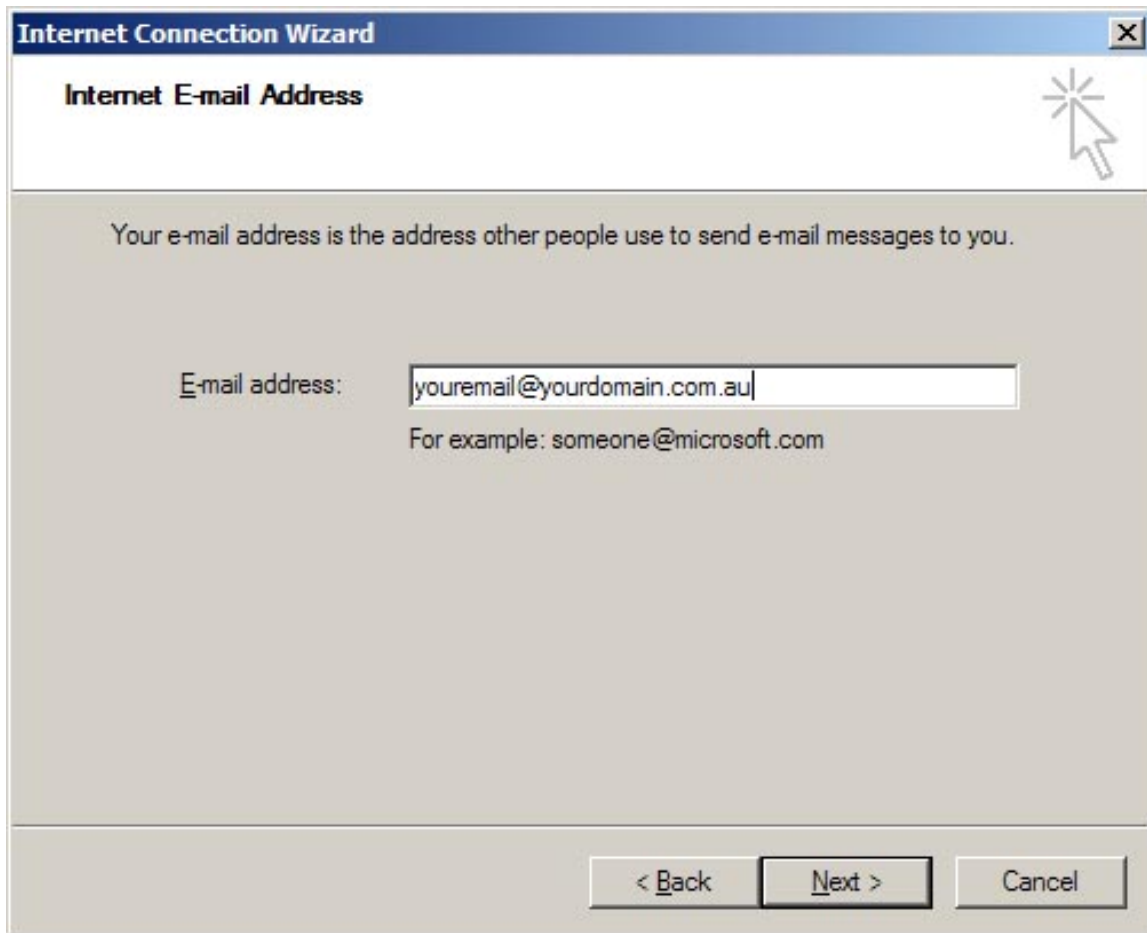 Internet Connection Wizard
Internet E-mail Address
Your e-mail address is the address other people use to send e-mail messages to you.
E-mail address: youremail@yourdomain.com.au
For example: someone@microsoft.com
< Back Next > Cancel